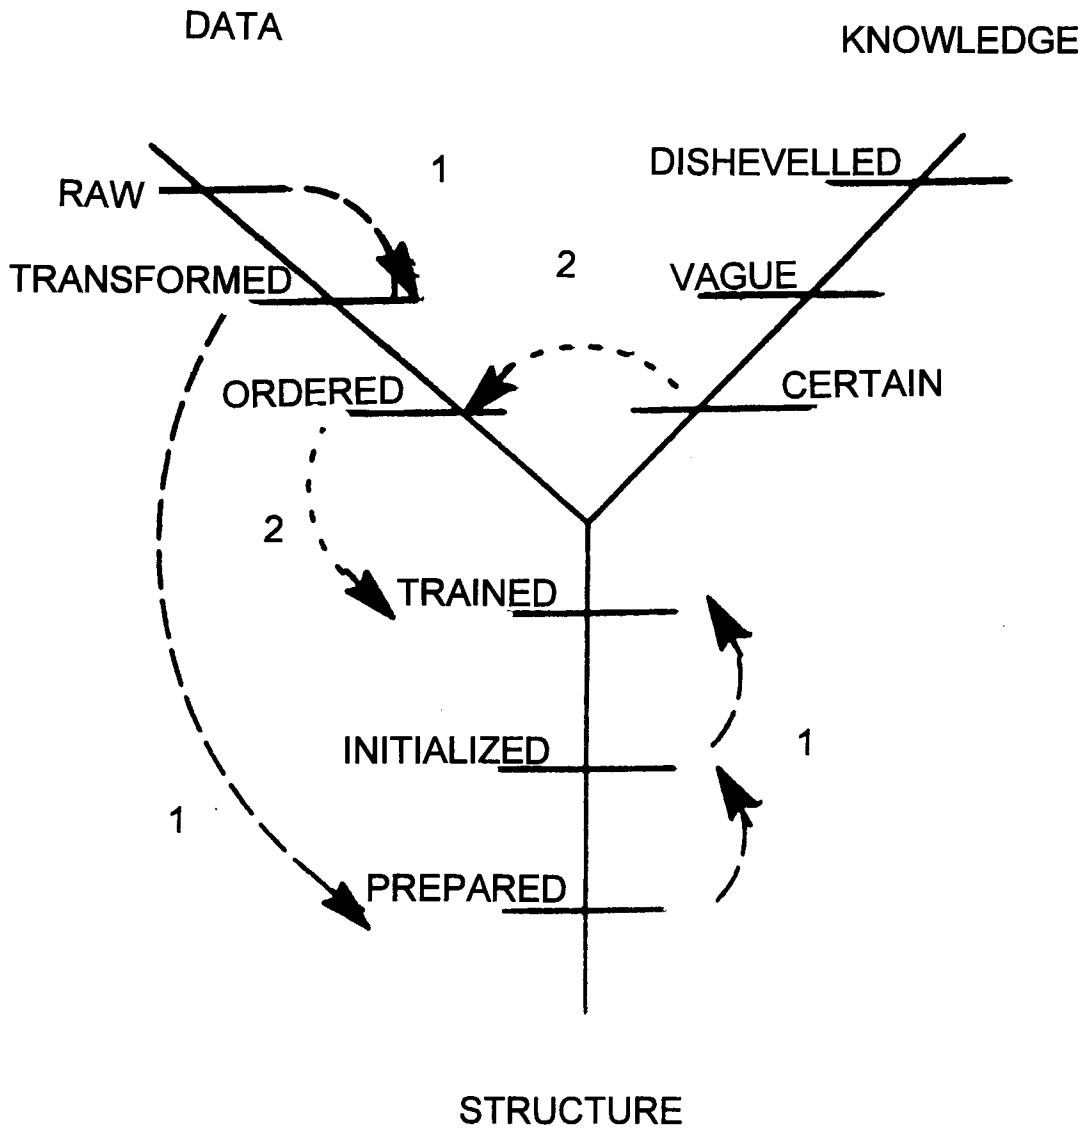 DATA
KNOWLEDGE
DISHEVELLED
1
RAW
2
TRANSFORMED
VAGUE
ORDERED
CERTAIN
2
TRAINED
INITIALIZED
1
1
PREPARED
STRUCTURE